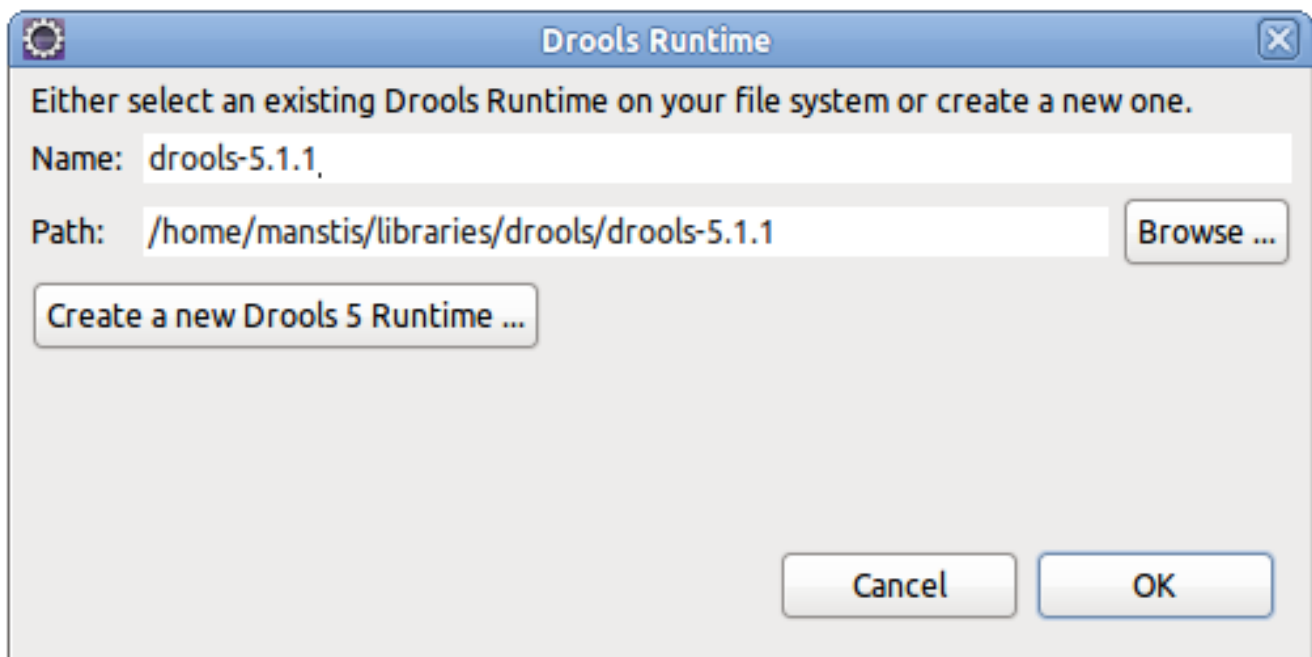 Drools Runtime
Either select an existing Drools Runtime on your file system or create a new one.
Name: drools-5.1.1
Path: /home/manstis/libraries/drools/drools-5.1.1 Browse ...
Create a new Drools 5 Runtime ...
Cancel OK